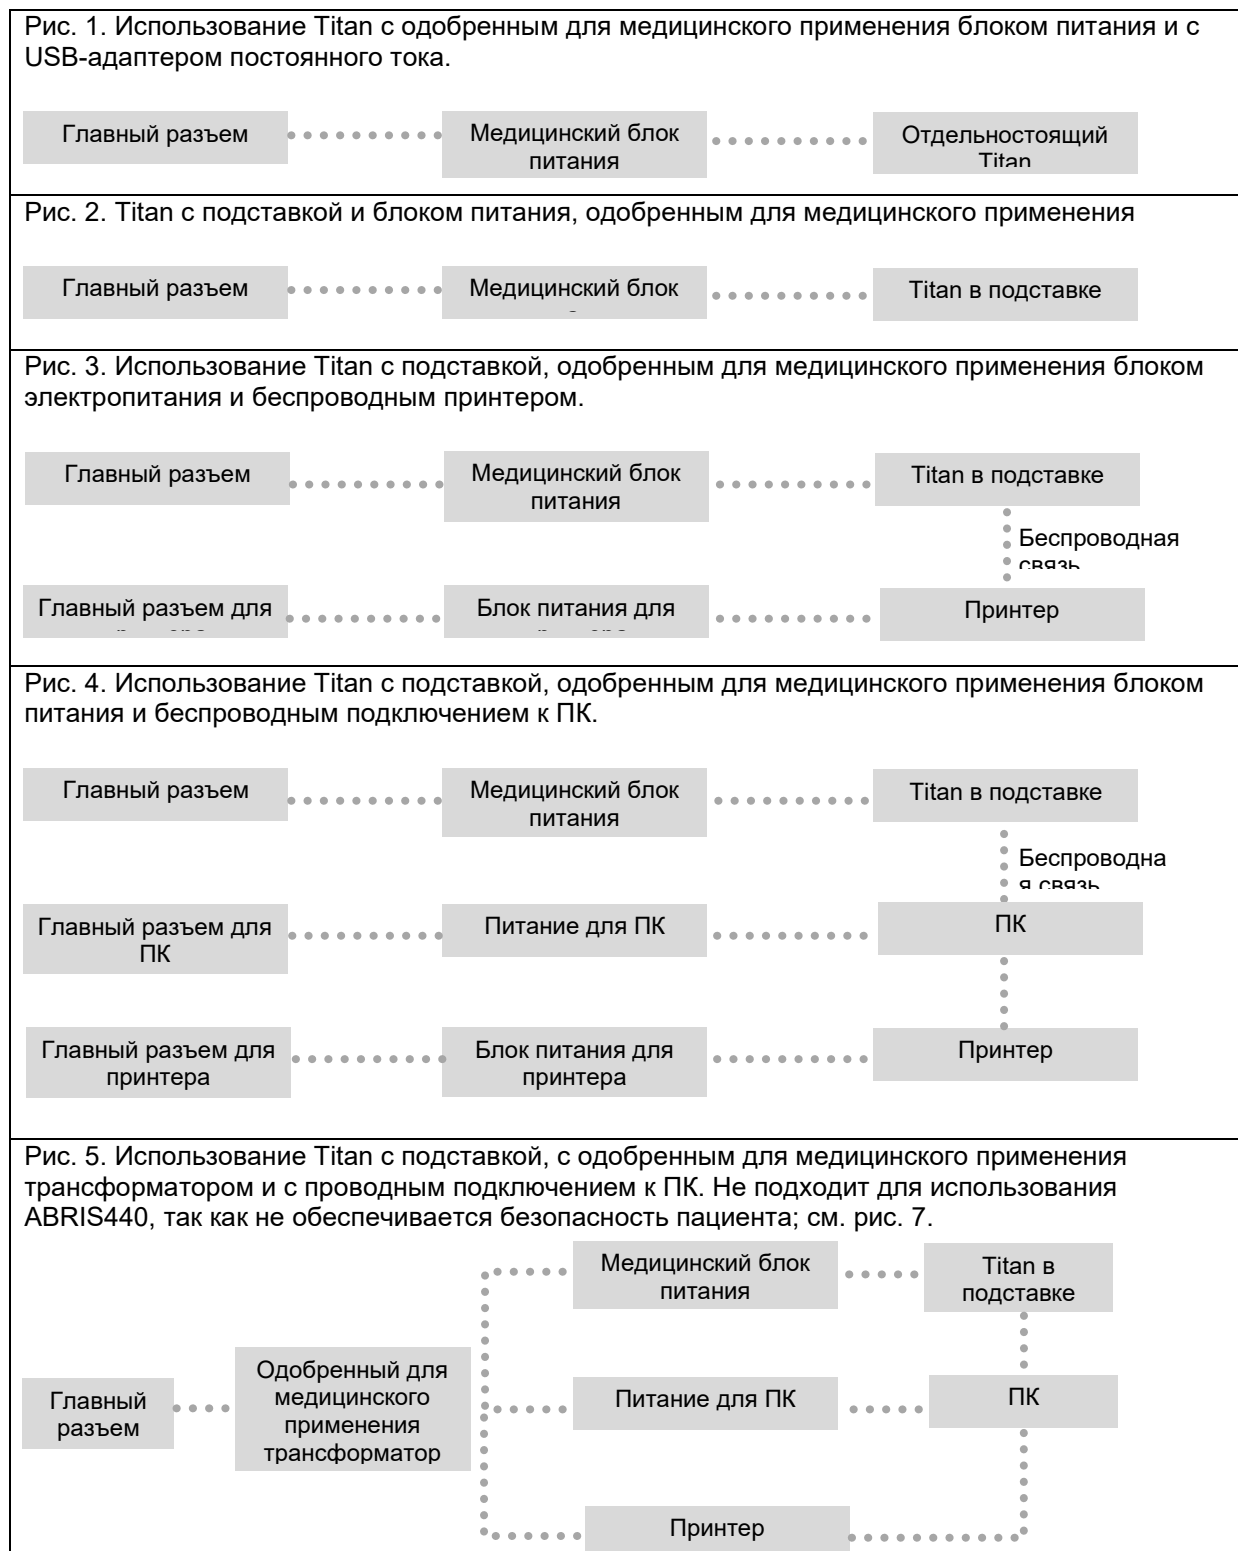 Рис. 1. Использование Titan с одобренным для медицинского применения блоком питания и с
USB-адаптером постоянного тока.
Главный разъем
Медицинский блок
питания
Отдельностоящий
Titan
Рис. 2. Titan с подставкой и блоком питания, одобренным для медицинского применения
Главный разъем
Медицинский блок
Titan в подставке
Рис. 3. Использование Titan с подставкой, одобренным для медицинского применения блоком
электропитания и беспроводным принтером.
Главный разъем
Медицинский блок
питания
Titan в подставке
Беспроводная
связь
Главный разъем для
Блок питания для
Принтер
Рис. 4. Использование Titan с подставкой, одобренным для медицинского применения блоком
питания и беспроводным подключением к ПК.
Главный разъем
Медицинский блок
питания
Titan в подставке
Беспроводна
я связь
Главный разъем для
ПК
Питание для ПК
ПК
Главный разъем для
принтера
Блок питания для
принтера
Принтер
Рис. 5. Использование Titan с подставкой, с одобренным для медицинского применения
трансформатором и с проводным подключением к ПК. Не подходит для использования
ABRIS440, так как не обеспечивается безопасность пациента; см. рис. 7.
Медицинский блок
питания
Titan в
подставке
Главный
разъем
Одобренный для
медицинского
применения
трансформатор
Питание для ПК
ПК
Принтер